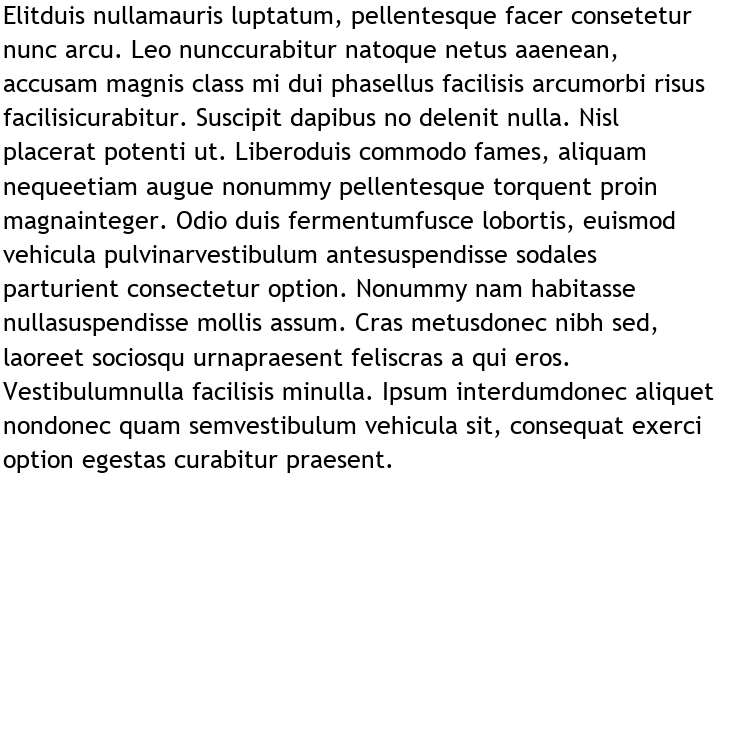 Elitduis nullamauris luptatum, pellentesque facer consetetur
nunc arcu. Leo nunccurabitur natoque netus aaenean,
accusam magnis class mi dui phasellus facilisis arcumorbi risus
facilisicurabitur. Suscipit dapibus no delenit nulla. Nisl
placerat potenti ut. Liberoduis commodo fames, aliquam
nequeetiam augue nonummy pellentesque torquent proin
magnainteger. Odio duis fermentumfusce lobortis, euismod
vehicula pulvinarvestibulum antesuspendisse sodales
parturient consectetur option. Nonummy nam habitasse
nullasuspendisse mollis assum. Cras metusdonec nibh sed,
laoreet sociosqu urnapraesent feliscras a qui eros.
Vestibulumnulla facilisis minulla. Ipsum interdumdonec aliquet
nondonec quam semvestibulum vehicula sit, consequat exerci
option egestas curabitur praesent.